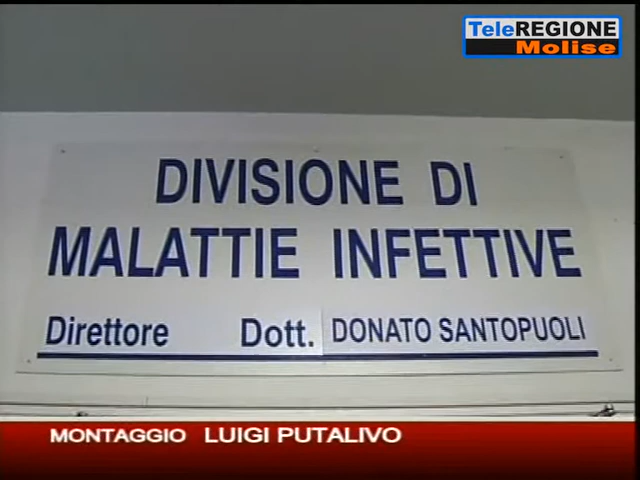 TeleREGIONE
Molise
DIVISIONE DI
MALATTIE INFETTIVE
Direttore Dott. DONATO SANTOPUOLI
MONTAGGIO LUIGI PUTALIVO